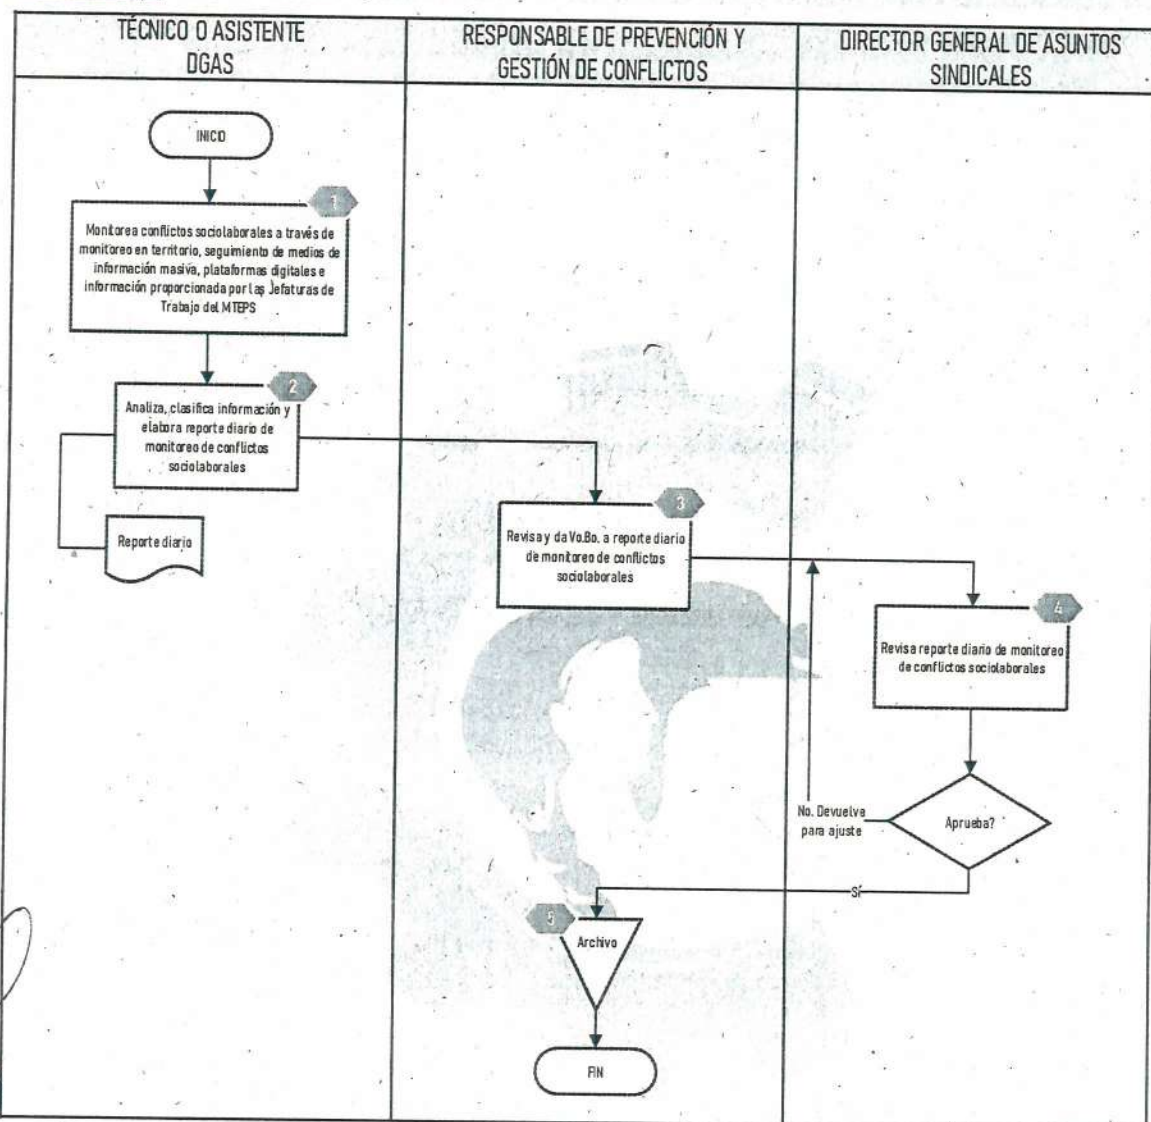 TÉCNICO O ASISTENTE
DGAS
RESPONSABLE DE PREVENCIÓN Y
GESTIÓN DE CONFLICTOS
DIRECTOR GENERAL DE ASUNTOS
SINDICALES
INICO
1
Monitorea conflictos sociolaborales a través de
monitoreo en territorio, seguimiento de medios de
información masiva, plataformas digitales e
información proporcionada por las Jefaturas de
Trabajo del MTEPS
2
Analiza, clasifica información y
elabora reporte diario de
monitoreo de conflictos
sociolaborales
Reporte diario
3
Revisa y da Vo.Bo. a reporte diario
de monitoreo de conflictos
sociolaborales
4
Revisa reporte diario de monitoreo
de conflictos sociolaborales
No. Devuelve
para ajuste
Aprueba?
SÍ
5
Archivo
FIN